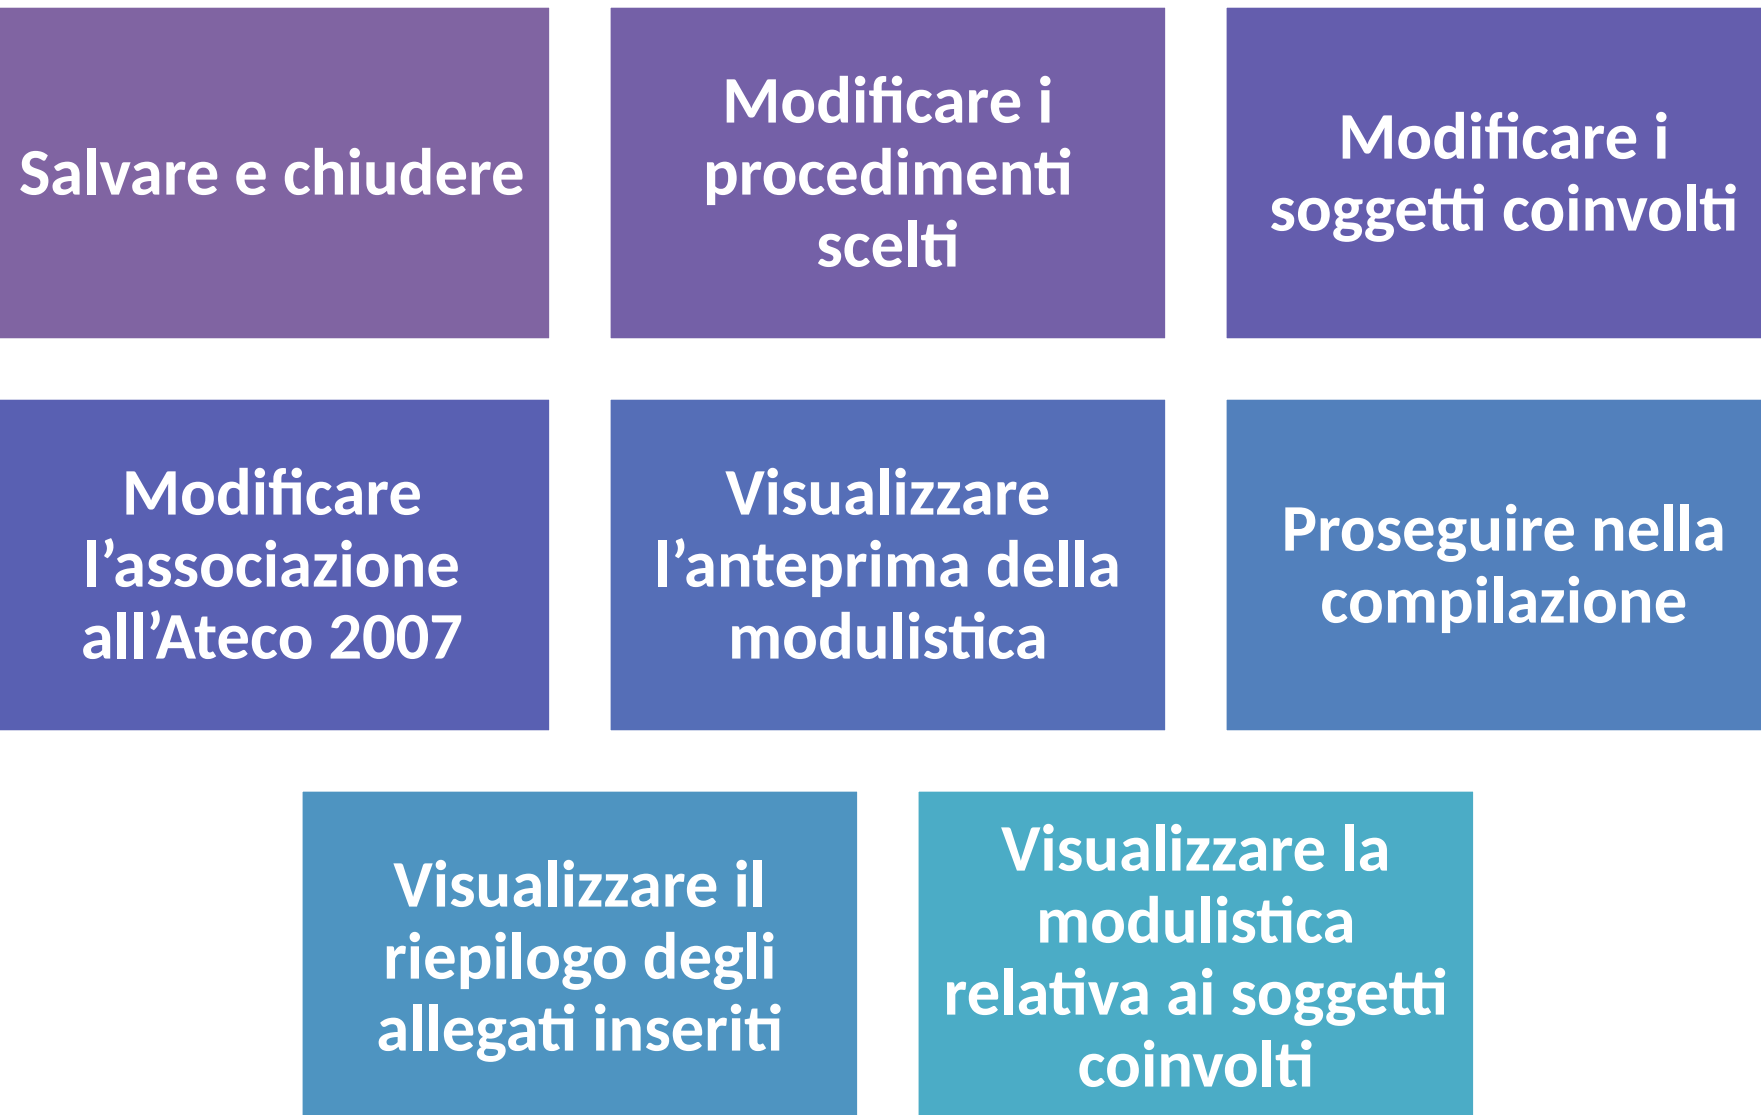 Salvare e chiudere
Modificare i
procedimenti
scelti
Modificare i
soggetti coinvolti
Modificare
l’associazione
all’Ateco 2007
Visualizzare
l’anteprima della
modulistica
Proseguire nella
compilazione
Visualizzare il
riepilogo degli
allegati inseriti
Visualizzare la
modulistica
relativa ai soggetti
coinvolti